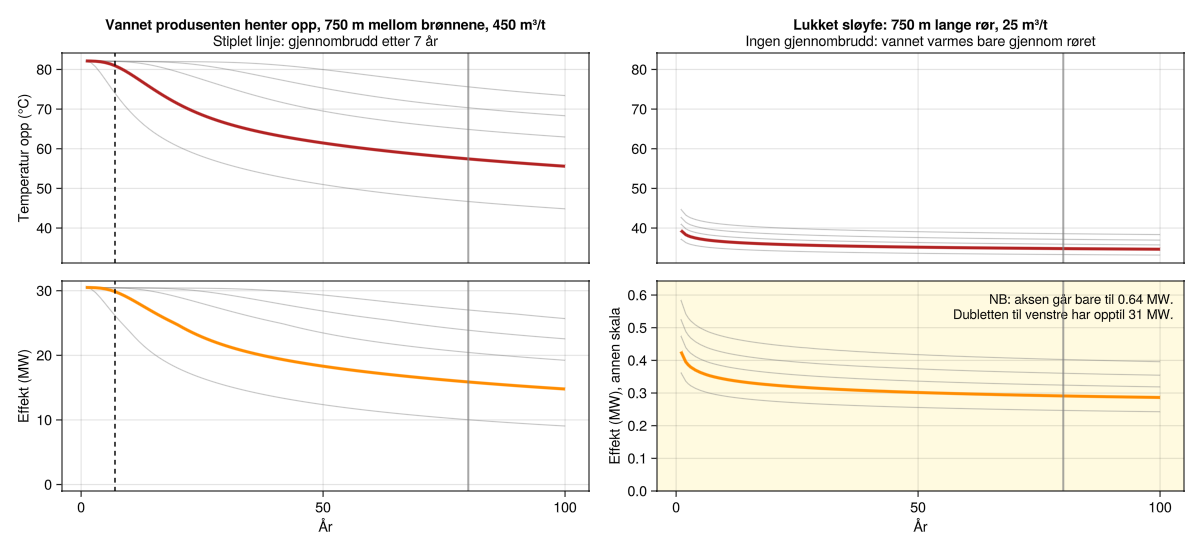 Vannet produsenten henter opp, 750 m mellom brønnene, 450 m³/t
Stiplet linje: gjennombrudd etter 7 år
Temperatur opp (°C)
80
70
60
50
40
Effekt (MW)
30
20
10
0
0
50
100
År
Lukket sløyfe: 750 m lange rør, 25 m³/t
Ingen gjennombrudd: vannet varmes bare gjennom røret
80
70
60
50
40
Effekt (MW), annen skala
NB: aksen går bare til 0.64 MW.
Dubletten til venstre har opptil 31 MW.
0.6
0.5
0.4
0.3
0.2
0.1
0.0
0
50
100
År